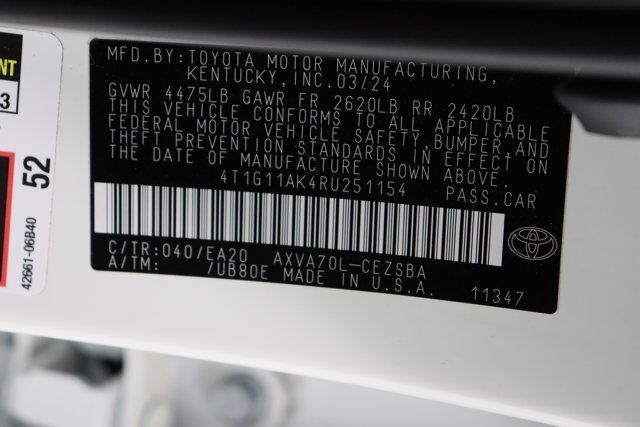 MFD. BY: TOYOTA MOTOR MANUFACTURING,
KENTUCKY, INC. 03/24
GVWR 4475LB GAWR FR 2620LB RR 2420LB
THIS VEHICLE CONFORMS TO ALL APPLICABLE
FEDERAL MOTOR VEHICLE SAFETY, BUMPER, AND
THEFT PREVENTION STANDARDS IN EFFECT ON
THE DATE OF MANUFACTURE SHOWN ABOVE.
4T1G11AK4RU251154 PASS. CAR
C/TR: 040/EA20 AXVA70L-CEZSBA
A/TM: /UB80E MADE IN U.S.A. 11347
3
52
42661-06B40